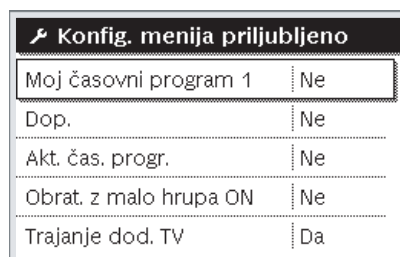 Konfig. menija priljubljeno
Moj časovni program 1 Ne
Dop. Ne
Akt. čas. progr. Ne
Obrat. z malo hrupa ON Ne
Trajanje dod. TV Da